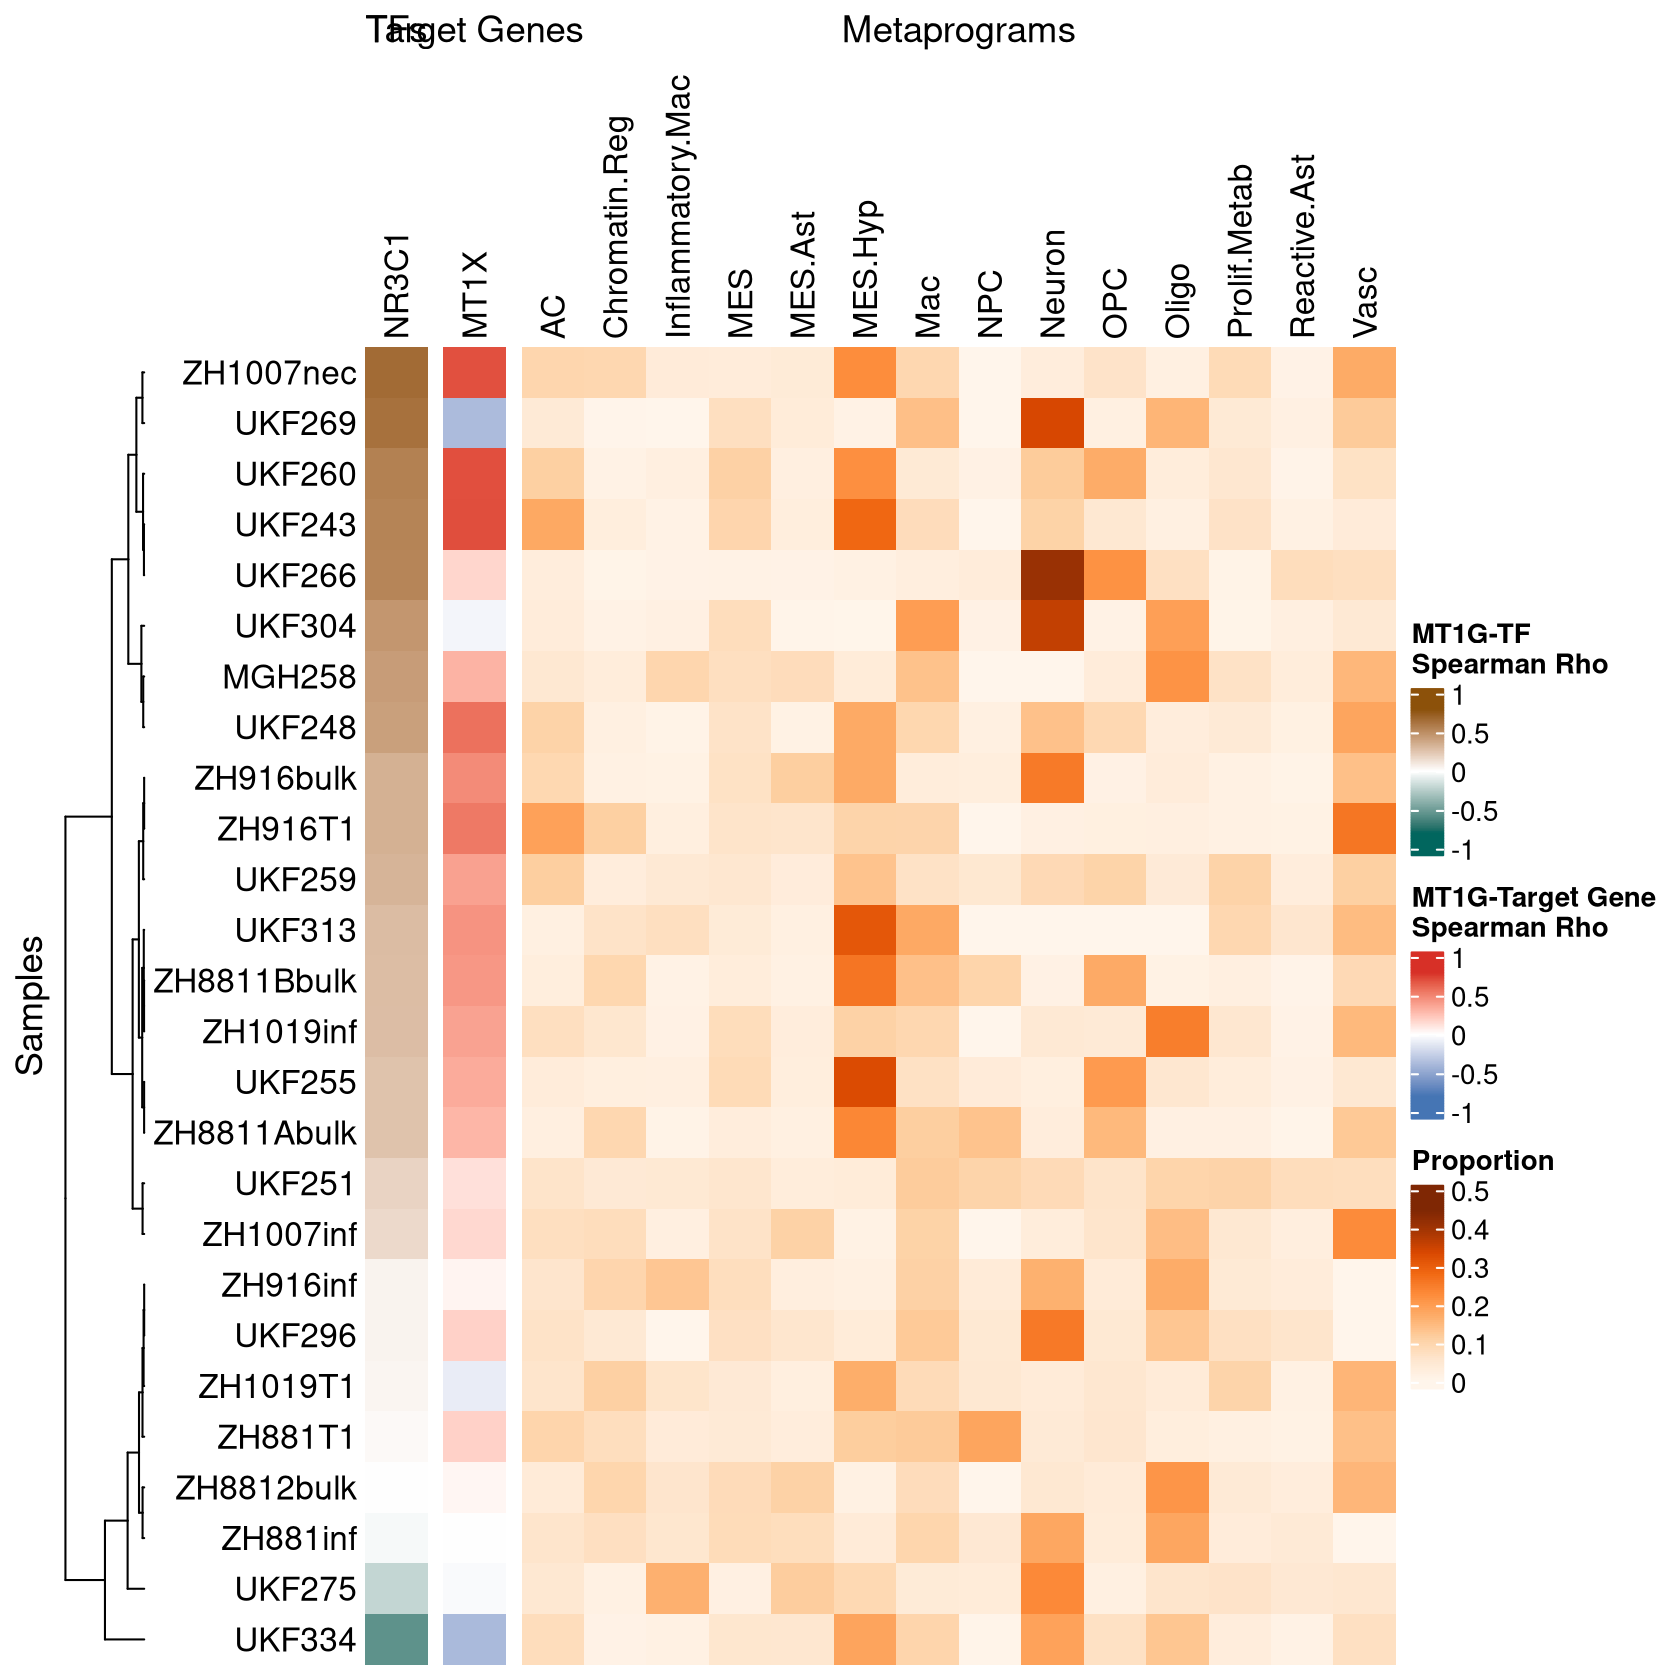 TFs
Target Genes
Metaprograms
NR3C1
MT1X
AC
Chromatin.Reg
Inflammatory.Mac
MES
MES.Ast
MES.Hyp
Mac
NPC
Neuron
OPC
Oligo
Prolif.Metab
Reactive.Ast
Vasc
Samples
ZH1007nec
UKF269
UKF260
UKF243
UKF266
UKF304
MGH258
UKF248
ZH916bulk
ZH916T1
UKF259
UKF313
ZH8811Bbulk
ZH1019inf
UKF255
ZH8811Abulk
UKF251
ZH1007inf
ZH916inf
UKF296
ZH1019T1
ZH881T1
ZH8812bulk
ZH881inf
UKF275
UKF334
MT1G-TF
Spearman Rho
1
0.5
0
-0.5
-1
MT1G-Target Gene
Spearman Rho
1
0.5
0
-0.5
-1
Proportion
0.5
0.4
0.3
0.2
0.1
0